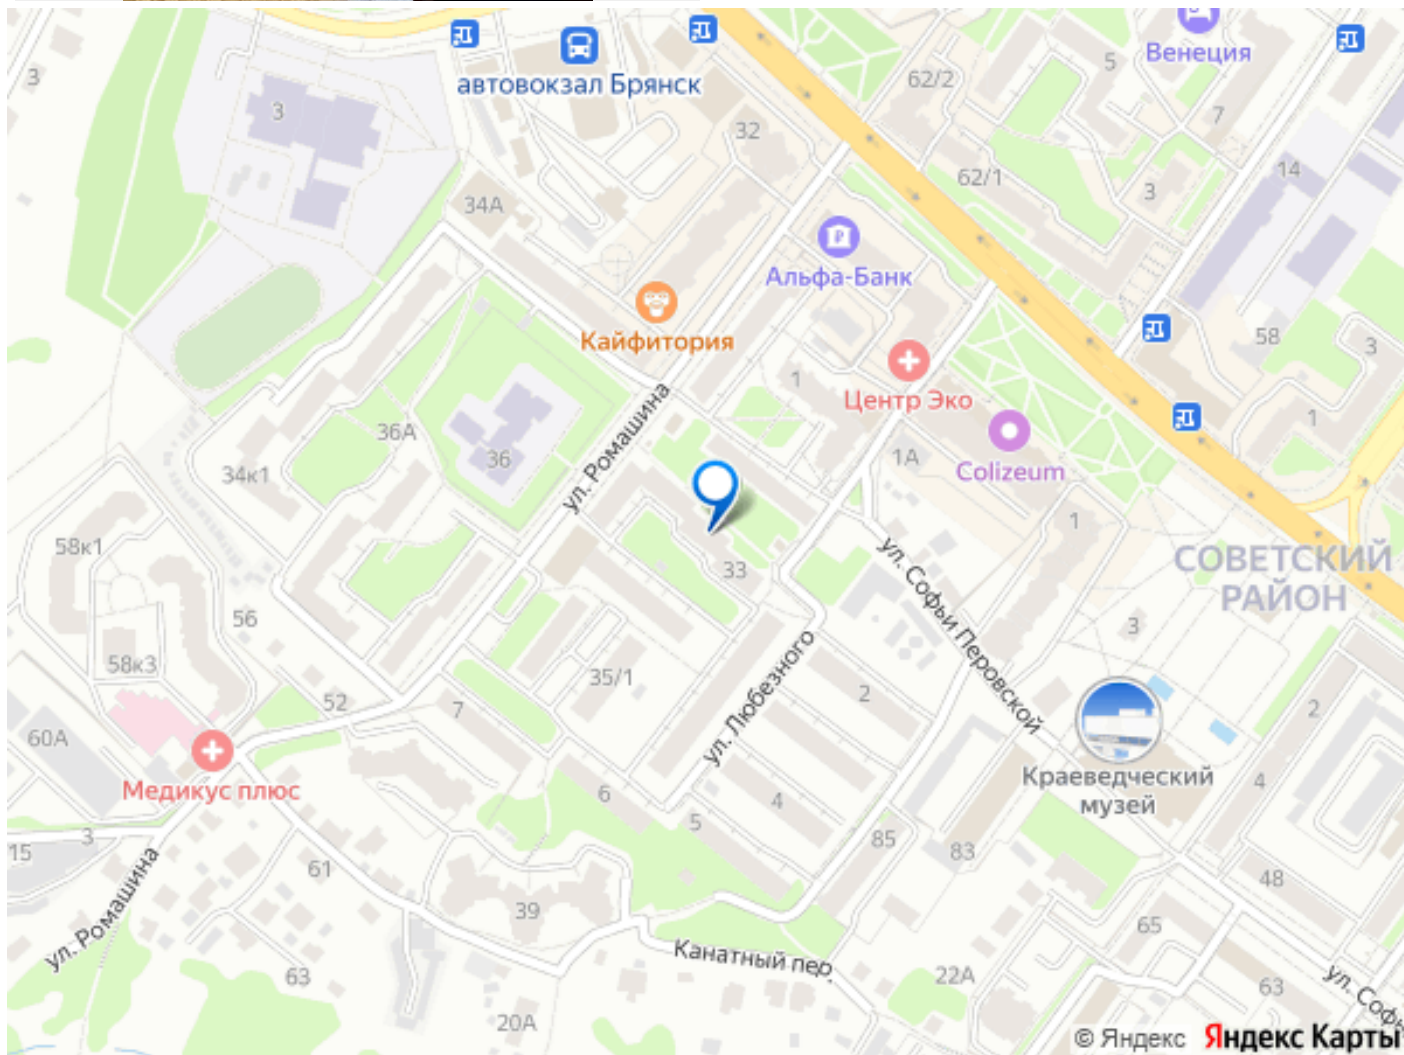 Венеция
3
автовокзал Брянск
5
62/2
3
7
32
14
62/1
3
34А
Альфа-Банк
Кайфитория
58
3
1
Центр Эко
ул. Ромашина
1
36А
36
34к1
1А
Colizeum
1
58к1
33
СОВЕТСКИЙ
РАЙОН
ул. Софьи Перовской
56
3
58к3
35/1
ул. Любезного
2
52
7
2
60А
Медикус плюс
Краеведческий
музей
4
6
4
5
3
85
15
83
61
48
ул. Ромашина
39
65
Канатный пер.
63
22А
63
ул. Софь
20А
© Яндекс Яндекс Карты